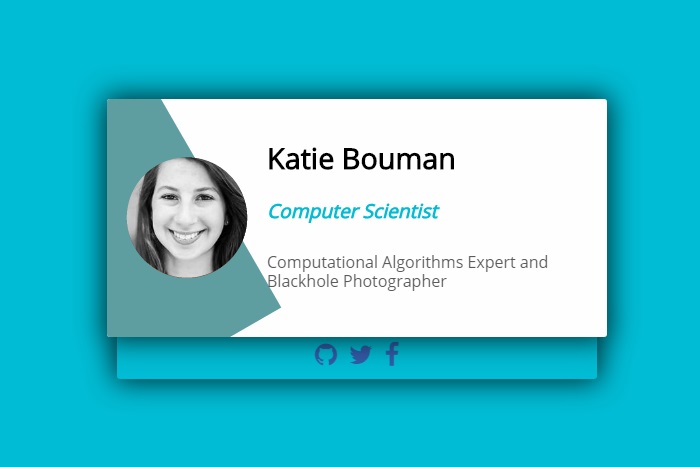 Katie Bouman
Computer Scientist
Computational Algorithms Expert and
Blackhole Photographer